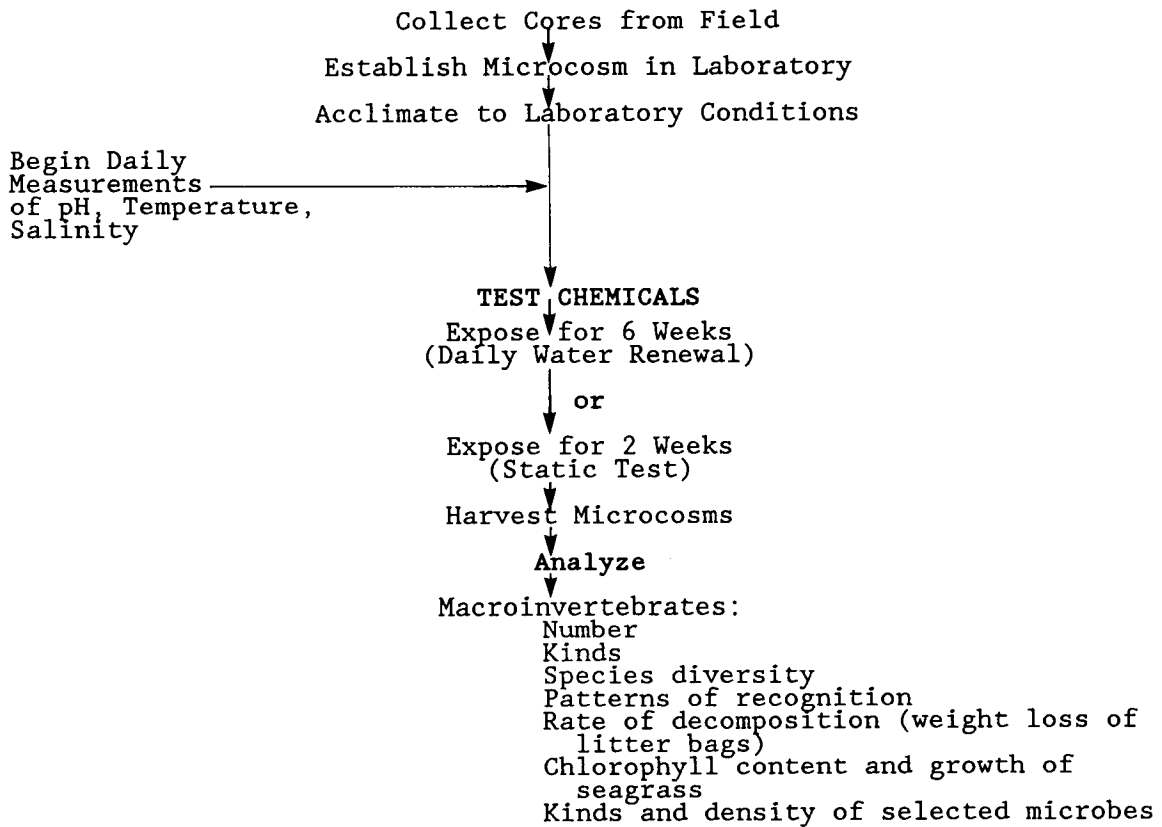 Collect Cores from Field
Establish Microcosm in Laboratory
Acclimate to Laboratory Conditions
Begin Daily
Measurements
of pH, Temperature,
Salinity
TEST CHEMICALS
Expose for 6 Weeks
(Daily Water Renewal)
or
Expose for 2 Weeks
(Static Test)
Harvest Microcosms
Analyze
Macroinvertebrates:
Number
Kinds
Species diversity
Patterns of recognition
Rate of decomposition (weight loss of
litter bags)
Chlorophyll content and growth of
seagrass
Kinds and density of selected microbes